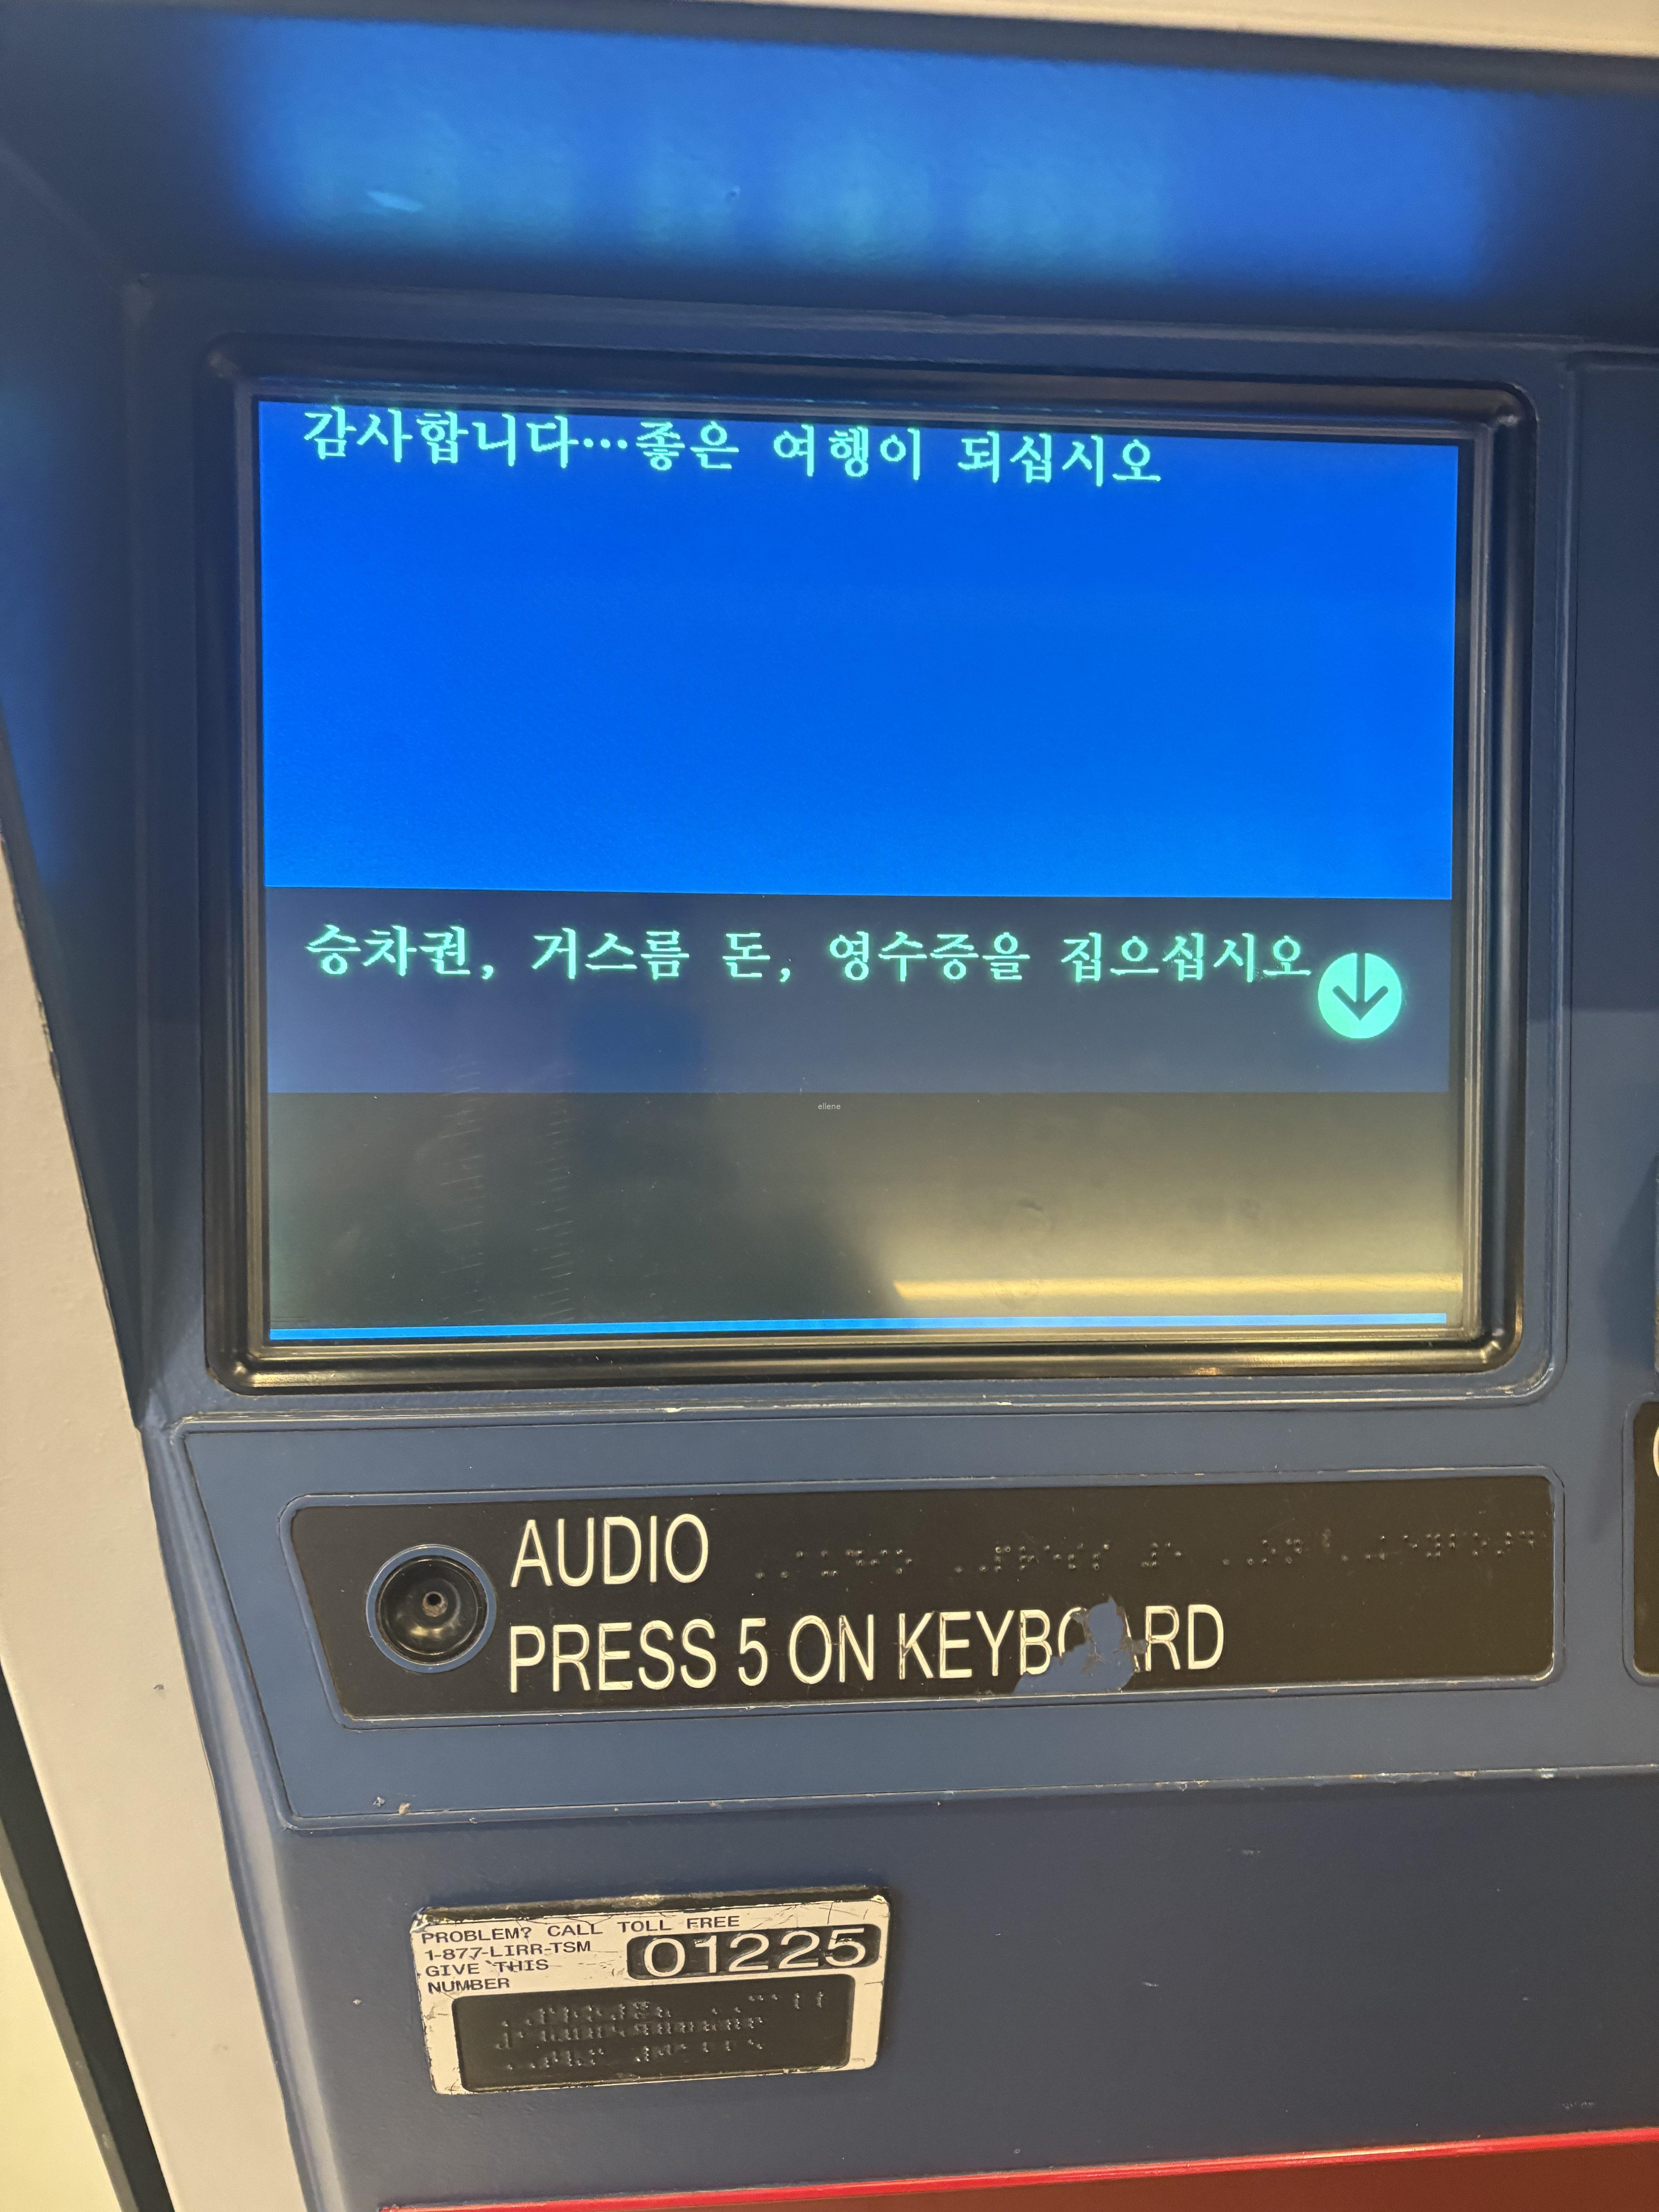 감사합니다…좋은 여행이 되십시오
승차권, 거스름 돈, 영수증을 집으십시오
ellene
AUDIO
PRESS 5 ON KEYBOARD
PROBLEM? CALL TOLL FREE
1-877-LIRR-TSM
GIVE THIS
NUMBER
01225